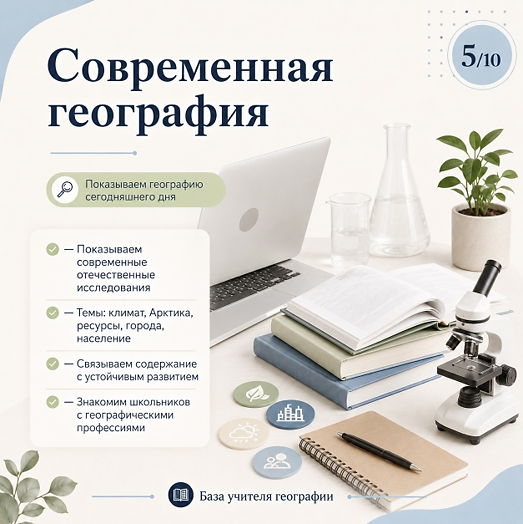 Современная
география
5/10
Показываем географию
сегодняшнего дня
— Показываем
современные
отечественные
исследования
— Темы: климат, Арктика,
ресурсы, города,
население
— Связываем содержание
с устойчивым развитием
— Знакомим школьников
с географическими
профессиями
База учителя географии